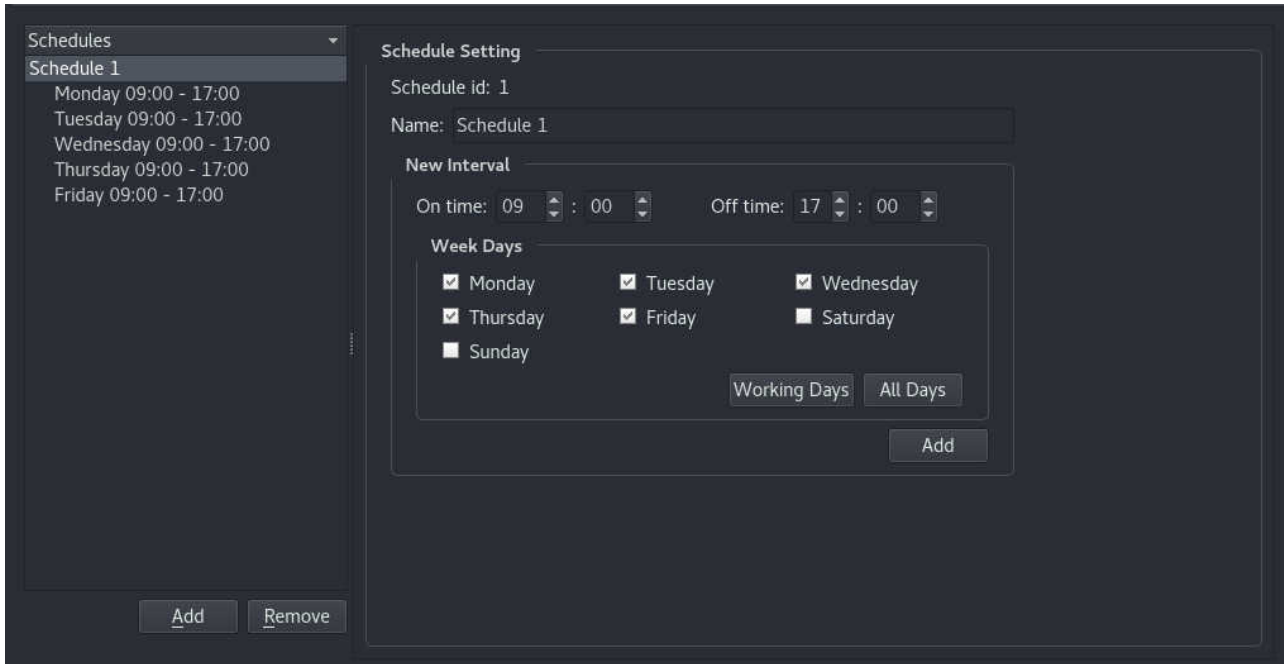 Schedules
Schedule 1
Monday 09:00 - 17:00
Tuesday 09:00 - 17:00
Wednesday 09:00 - 17:00
Thursday 09:00 - 17:00
Friday 09:00 - 17:00
Add Remove
Schedule Setting
Schedule id: 1
Name: Schedule 1
New Interval
On time: 09 : 00 Off time: 17 : 00
Week Days
Monday Tuesday Wednesday
Thursday Friday Saturday
Sunday
Working Days All Days
Add